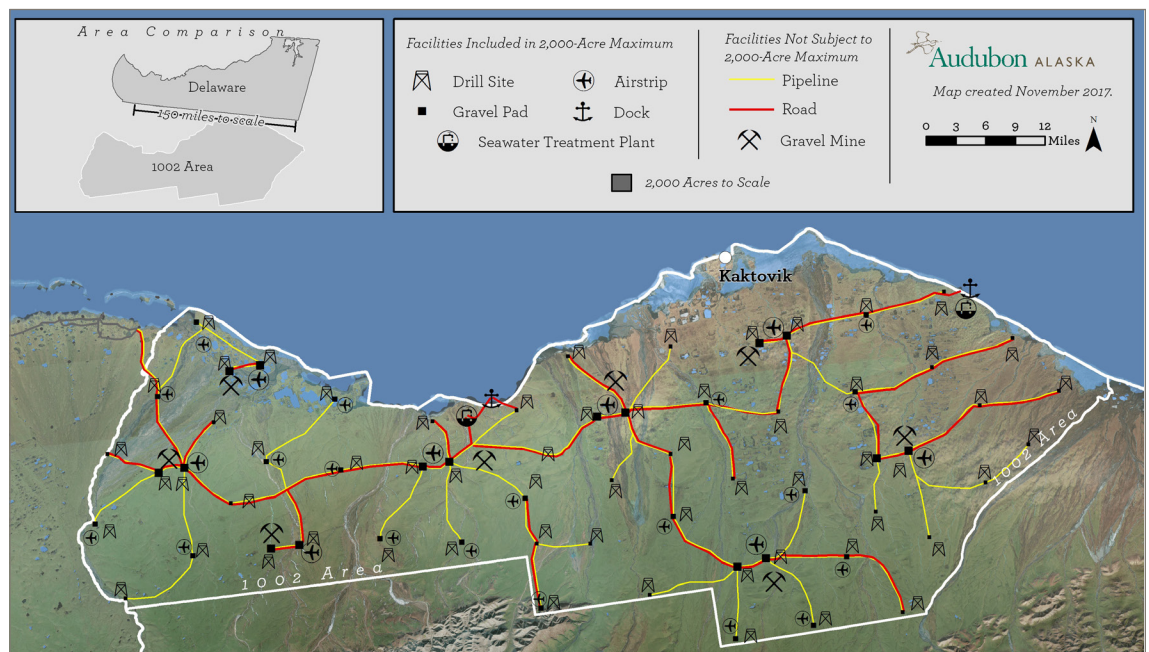 Area Comparison
Delaware
150 miles to scale
1002 Area
Facilities Included in 2,000-Acre Maximum
Drill Site
Airstrip
Gravel Pad
Dock
Seawater Treatment Plant
Facilities Not Subject to
2,000-Acre Maximum
Pipeline
Road
Gravel Mine
2,000 Acres to Scale
Audubon ALASKA
Map created November 2017.
N
0 3 6 9 12
Miles
Kaktovik
1002 Area
1002 Area